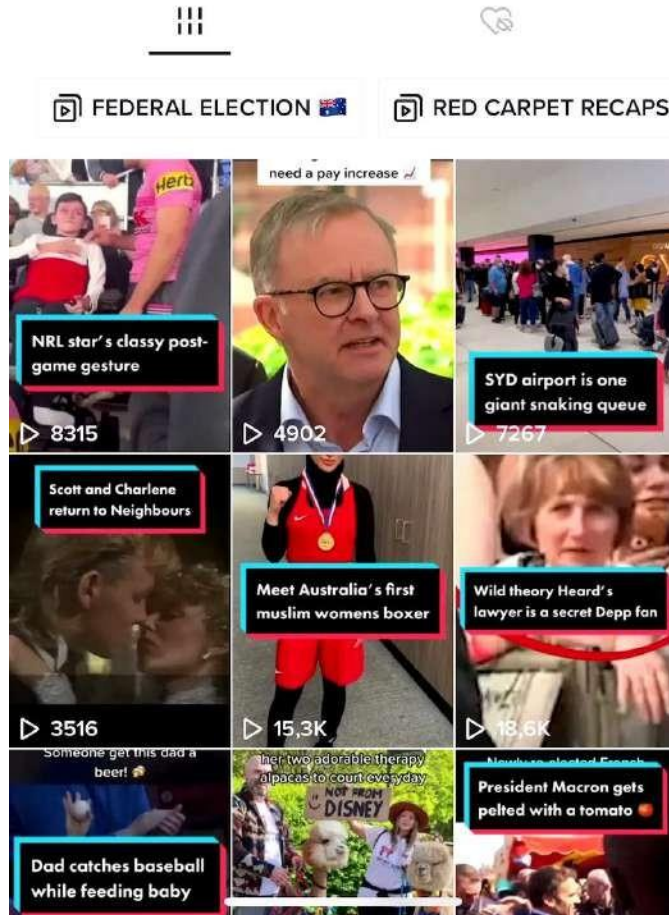 FEDERAL ELECTION 🇦🇺
RED CARPET RECAPS
Herb
need a pay increase 📈
NRL star's classy post-
game gesture
SYD airport is one
giant snaking queue
8315
4902
7267
Scott and Charlene
return to Neighbours
Meet Australia's first
muslim womens boxer
Wild theory Heard's
lawyer is a secret Depp fan
3516
15,3K
18,6K
Someone get this dad a
beer!
Dad catches baseball
while feeding baby
her two adorable therapy
alpacas to court everyday
NOT FROM
DISNEY
Newly re-elected French
President Macron gets
pelted with a tomato 🍅